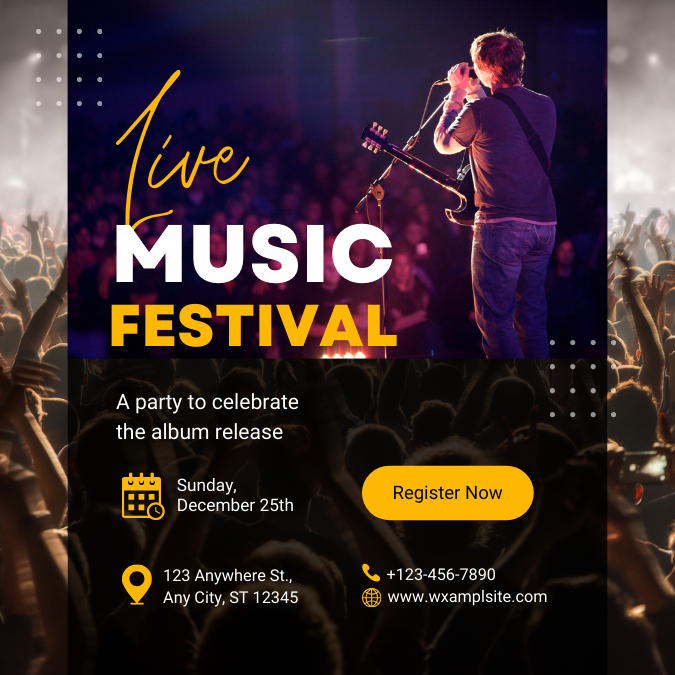 Live
MUSIC
FESTIVAL
A party to celebrate
the album release
Sunday,
December 25th
Register Now
123 Anywhere St.,
Any City, ST 12345
+123-456-7890
www.wxamplsite.com